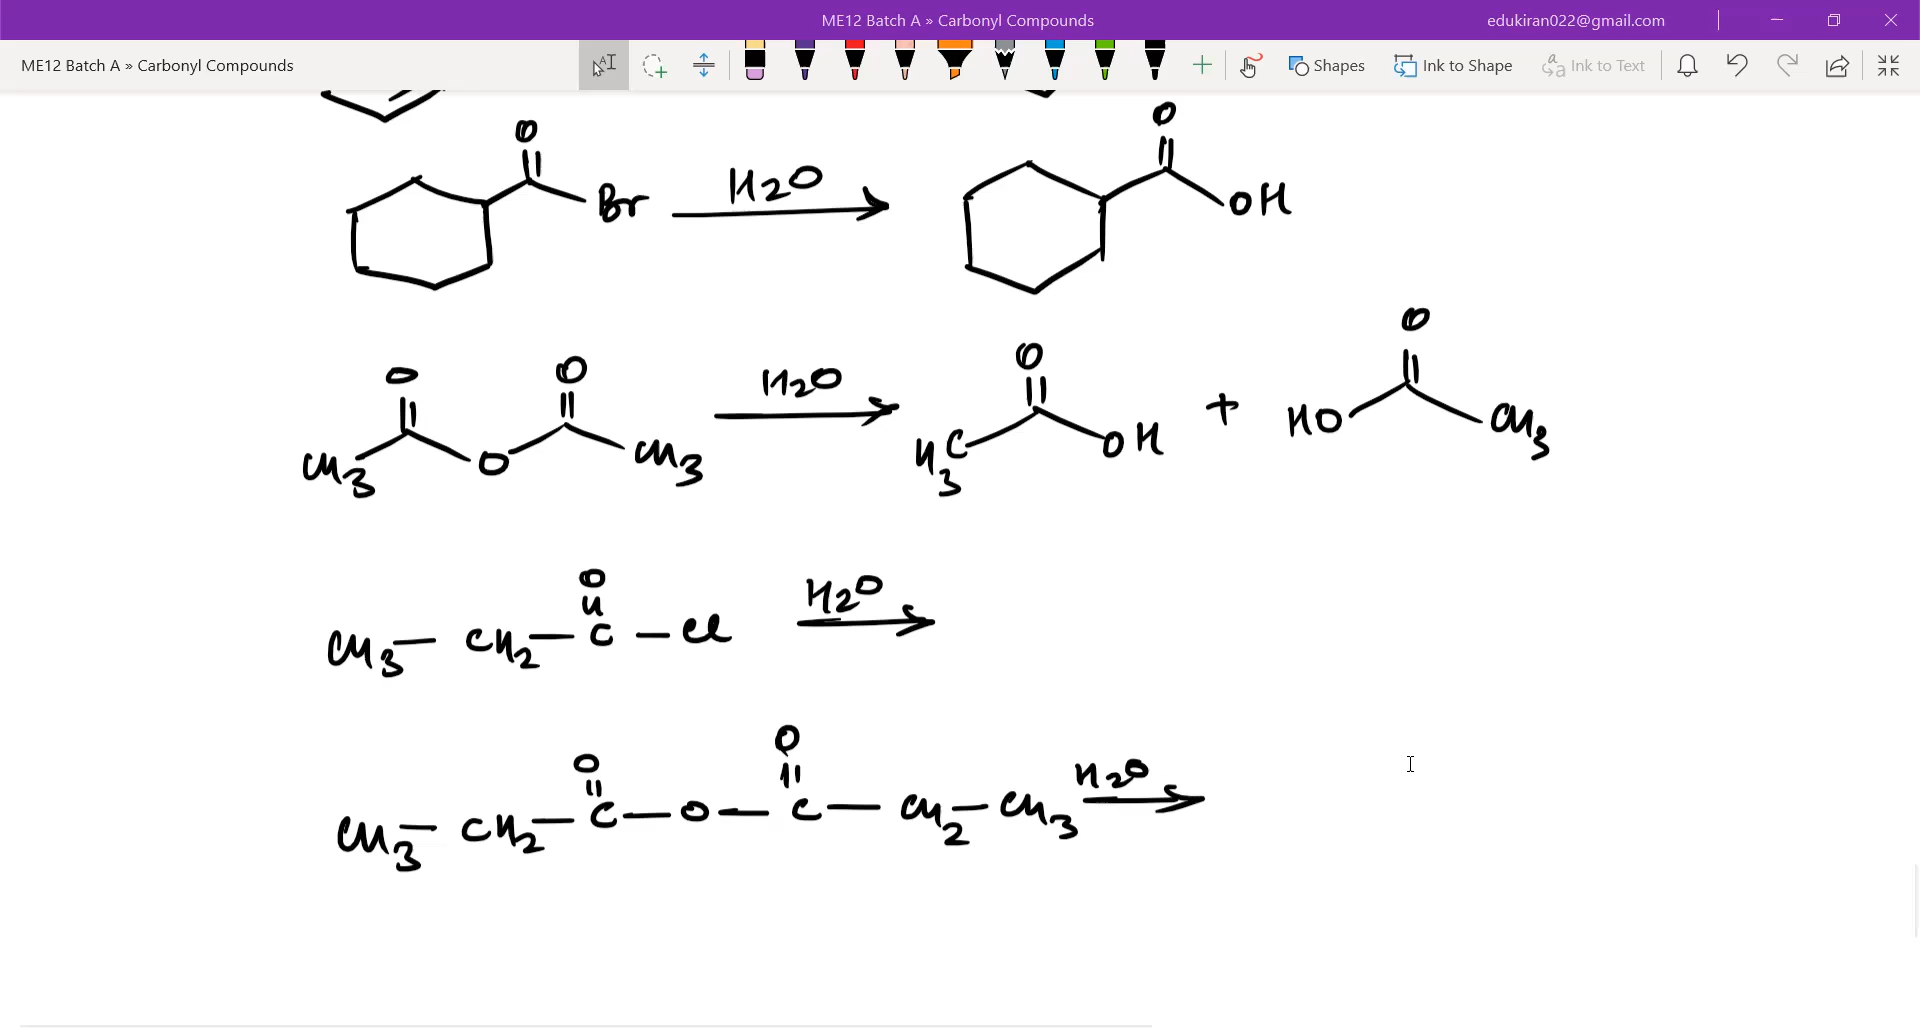 ME12 Batch A » Carbonyl Compounds
edukiran022@gmail.com
ME12 Batch A » Carbonyl Compounds
Shapes
Ink to Shape
Ink to Text
O
Br
H2O
O
OH
CH3
O
O
O
CH3
H2O
H3C
O
OH
+
HO
O
CH3
O
CH3 — CH2 — C — Cl
H2O
O
O
CH3 — CH2 — C — O — C — CH2 — CH3
H2O